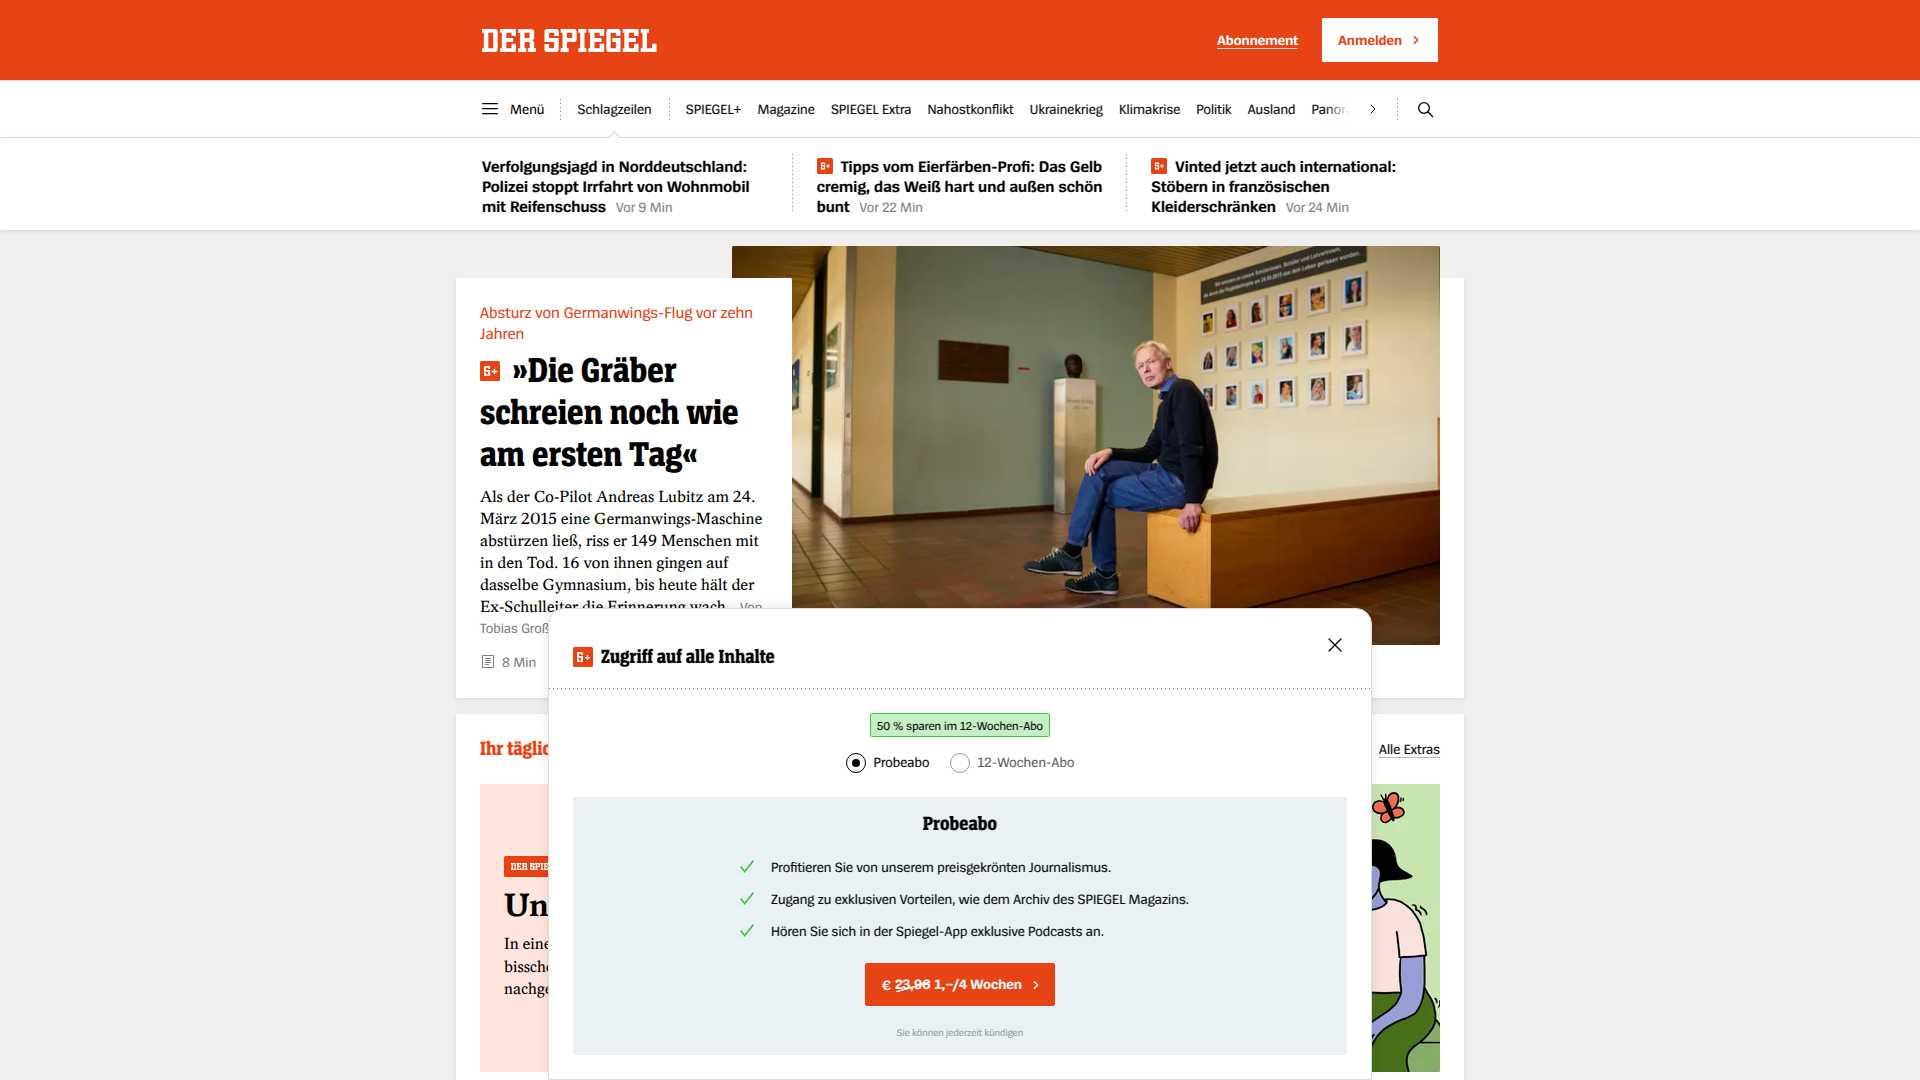 DER SPIEGEL
Abonnement
Anmelden
Menü
Schlagzeilen
SPIEGEL+
Magazine
SPIEGEL Extra
Nahostkonflikt
Ukrainekrieg
Klimakrise
Politik
Ausland
Panor
Verfolgungsjagd in Norddeutschland:
Polizei stoppt Irrfahrt von Wohnmobil
mit Reifenschuss Vor 9 Min
S+ Tipps vom Eierfärben-Profi: Das Gelb
cremig, das Weiß hart und außen schön
bunt Vor 22 Min
S+ Vinted jetzt auch international:
Stöbern in französischen
Kleiderschränken Vor 24 Min
Absturz von Germanwings-Flug vor zehn
Jahren
S+ »Die Gräber
schreien noch wie
am ersten Tag«
Als der Co-Pilot Andreas Lubitz am 24.
März 2015 eine Germanwings-Maschine
abstürzen ließ, riss er 149 Menschen mit
in den Tod. 16 von ihnen gingen auf
dasselbe Gymnasium, bis heute hält der
Ex-Schulleiter die Erinnerung wach. Von
Tobias Groß
8 Min
S+ Zugriff auf alle Inhalte
50 % sparen im 12-Wochen-Abo
Probeabo
12-Wochen-Abo
Probeabo
Profitieren Sie von unserem preisgekrönten Journalismus.
Zugang zu exklusiven Vorteilen, wie dem Archiv des SPIEGEL Magazins.
Hören Sie sich in der Spiegel-App exklusive Podcasts an.
€ 23,96 1,–/4 Wochen
Sie können jederzeit kündigen
Ihr täglic
Alle Extras
DER SPIE
Un
In eine
bissch
nachge